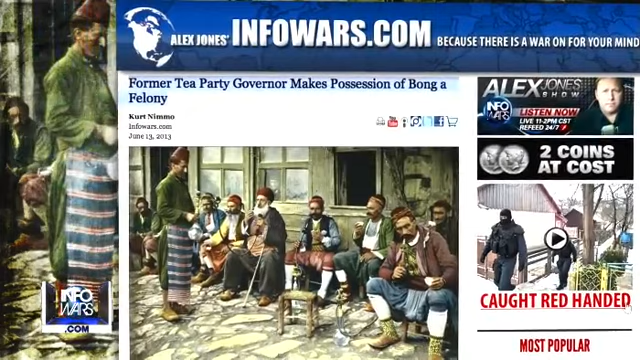 ALEX JONES' INFOWARS.COM BECAUSE THERE IS A WAR ON FOR YOUR MIND
Former Tea Party Governor Makes Possession of Bong a
Felony
Kurt Nimmo
Infowars.com
June 13, 2013
ALEX JONES SHOW
INFO WARS
LISTEN NOW
LIVE 11-2PM CST
REFEED 24/7
2 COINS
AT COST
CAUGHT RED HANDED
MOST POPULAR
INFO
WARS
.COM